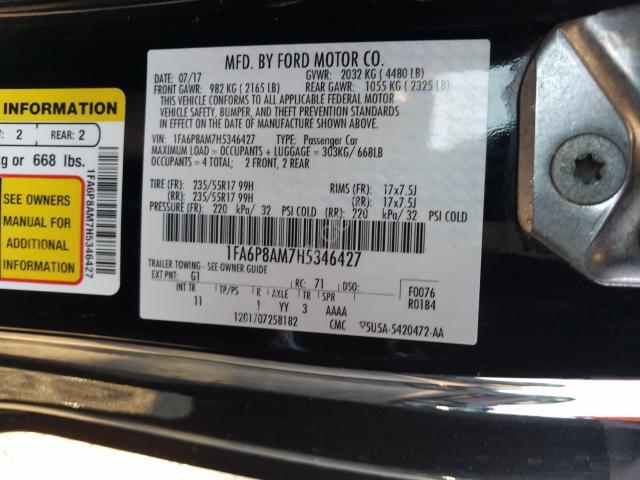 MFD. BY FORD MOTOR CO.
DATE: 07/17 GVWR: 2032 KG ( 4480 LB)
FRONT GAWR: 982 KG ( 2165 LB) REAR GAWR: 1055 KG ( 2325 LB)
THIS VEHICLE CONFORMS TO ALL APPLICABLE FEDERAL MOTOR
VEHICLE SAFETY, BUMPER, AND THEFT PREVENTION STANDARDS
IN EFFECT ON THE DATE OF MANUFACTURE SHOWN ABOVE.
VIN: 1FA6P8AM7H5346427 TYPE: Passenger Car
MAXIMUM LOAD = OCCUPANTS + LUGGAGE = 303KG/ 668LB
OCCUPANTS = 4 TOTAL; 2 FRONT, 2 REAR
TIRE (FR): 235/55R17 99H RIMS (FR): 17x7.5J
(RR): 235/55R17 99H (RR): 17x7.5J
PRESSURE (FR): 220 kPa/ 32 PSI COLD (RR): 220 kPa/ 32 PSI COLD
1FA6P8AM7H5346427
TRAILER TOWING - SEE OWNER GUIDE
EXT PNT: G1 RC: 71 DSO: F0076
INT TR TP/PS R AXLE TR SPR R0184
11 1 YY 3 AAAA
1201707258182 CMC ▽5U5A-5420472-AA
INFORMATION
: 2 REAR: 2
kg or 668 lbs.
SEE OWNERS
MANUAL FOR
ADDITIONAL
INFORMATION
1FA6P8AM7H5346427